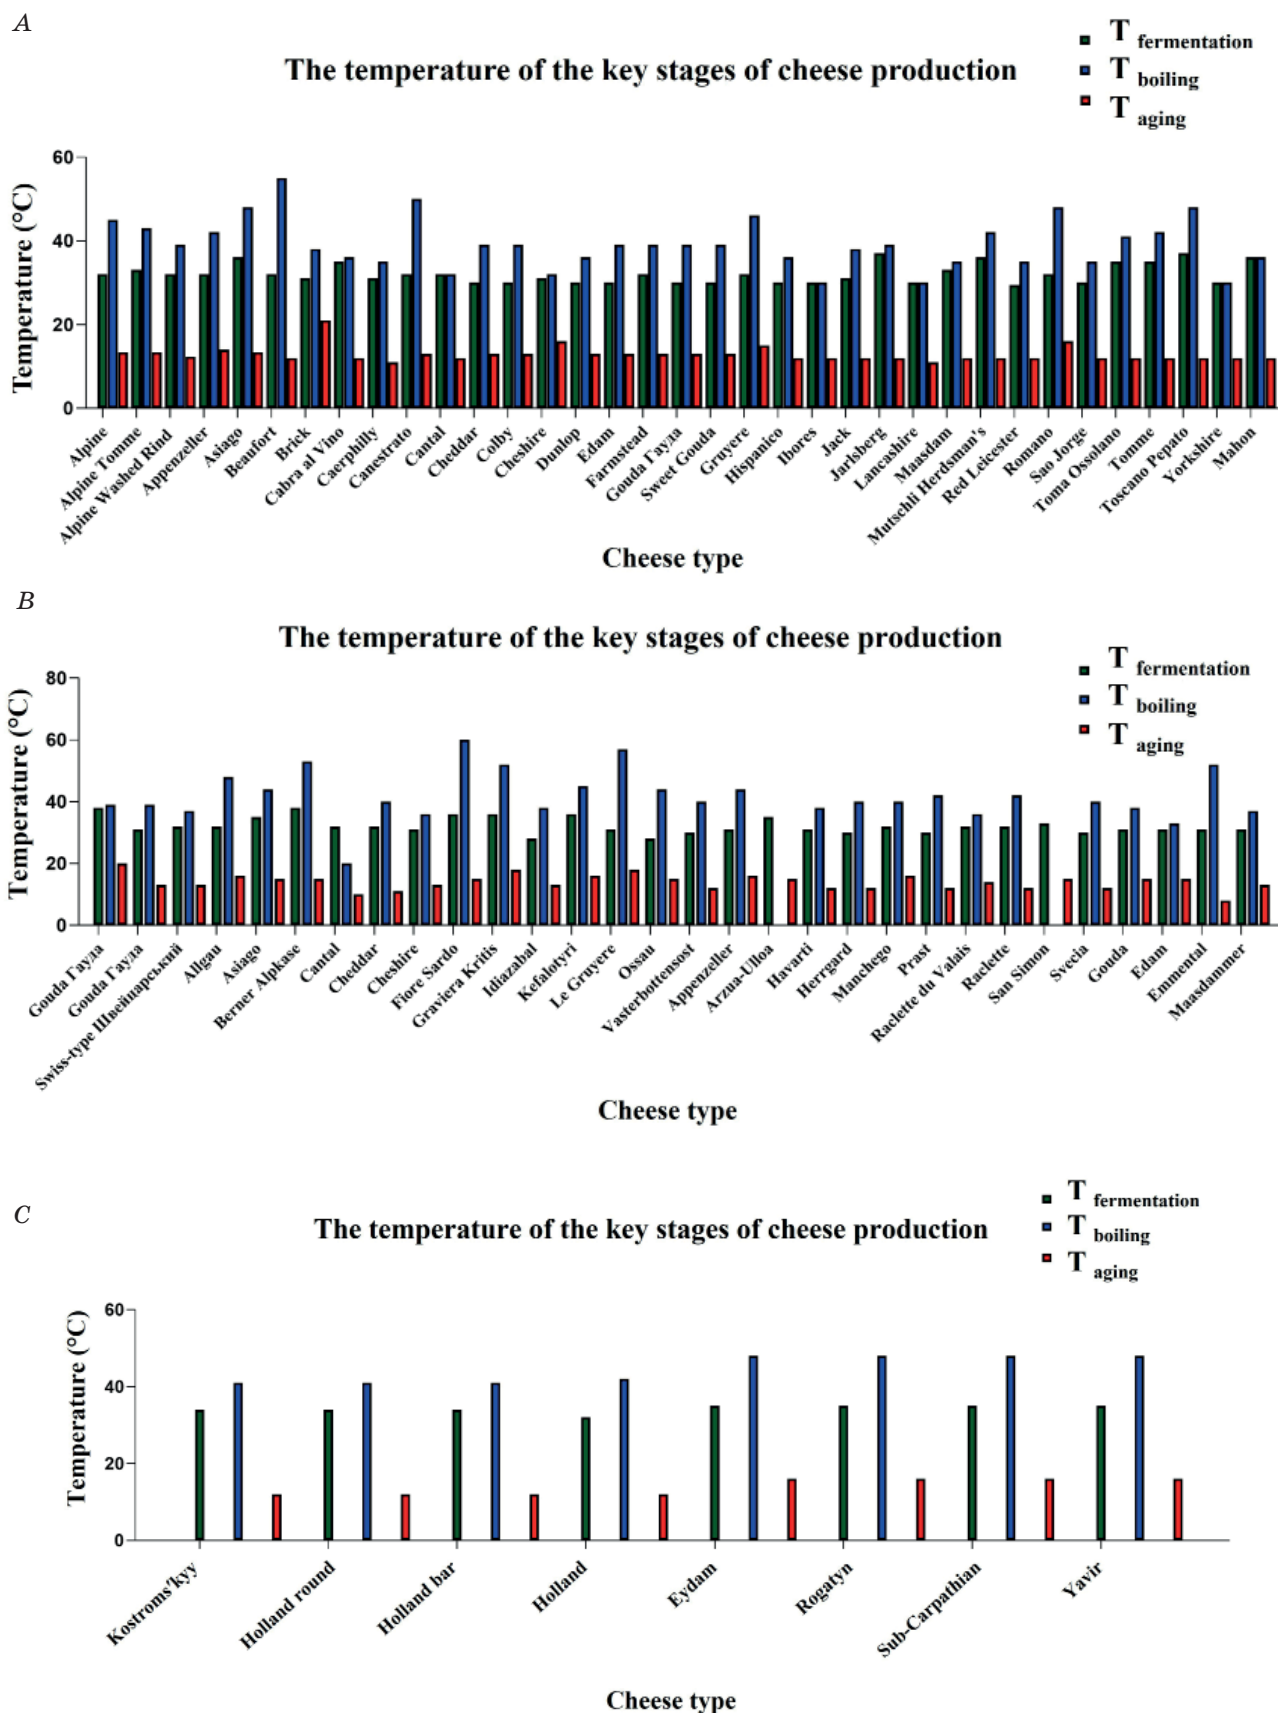 A
The temperature of the key stages of cheese production
T fermentation
T boiling
T aging
Temperature (°C)
60
40
20
0
Alpine
Alpine Tomme
Alpine Washed Rind
Appenzeller
Asiago
Beaufort
Brick
Cabra al Vino
Caerphilly
Canestrato
Cantal
Cheddar
Colby
Cheshire
Dunlop
Edam
Farmstead
Gouda Гауда
Sweet Gouda
Gruyere
Hispanico
Ibores
Jack
Jarlsberg
Lancashire
Maasdam
Mutschli Herdsman's
Red Leicester
Romano
Sao Jorge
Toma Ossolano
Tomme
Toscano Pepato
Yorkshire
Mahon
Cheese type
B
The temperature of the key stages of cheese production
T fermentation
T boiling
T aging
Temperature (°C)
80
60
40
20
0
Gouda Гауда
Gouda Гауда
Swiss-type Швейцарський
Allgau
Asiago
Berner Alpkase
Cantal
Cheddar
Cheshire
Fiore Sardo
Graviera Kritis
Idiazabal
Kefalotyri
Le Gruyere
Ossau
Vasterbottensost
Appenzeller
Arzua-Ulloa
Havarti
Herrgard
Manchego
Prast
Raclette du Valais
Raclette
San Simon
Svecia
Gouda
Edam
Emmental
Maasdammer
Cheese type
C
The temperature of the key stages of cheese production
T fermentation
T boiling
T aging
Temperature (°C)
60
40
20
0
Kostroms'kyy
Holland round
Holland bar
Holland
Eydam
Rogatyn
Sub-Carpathian
Yavir
Cheese type